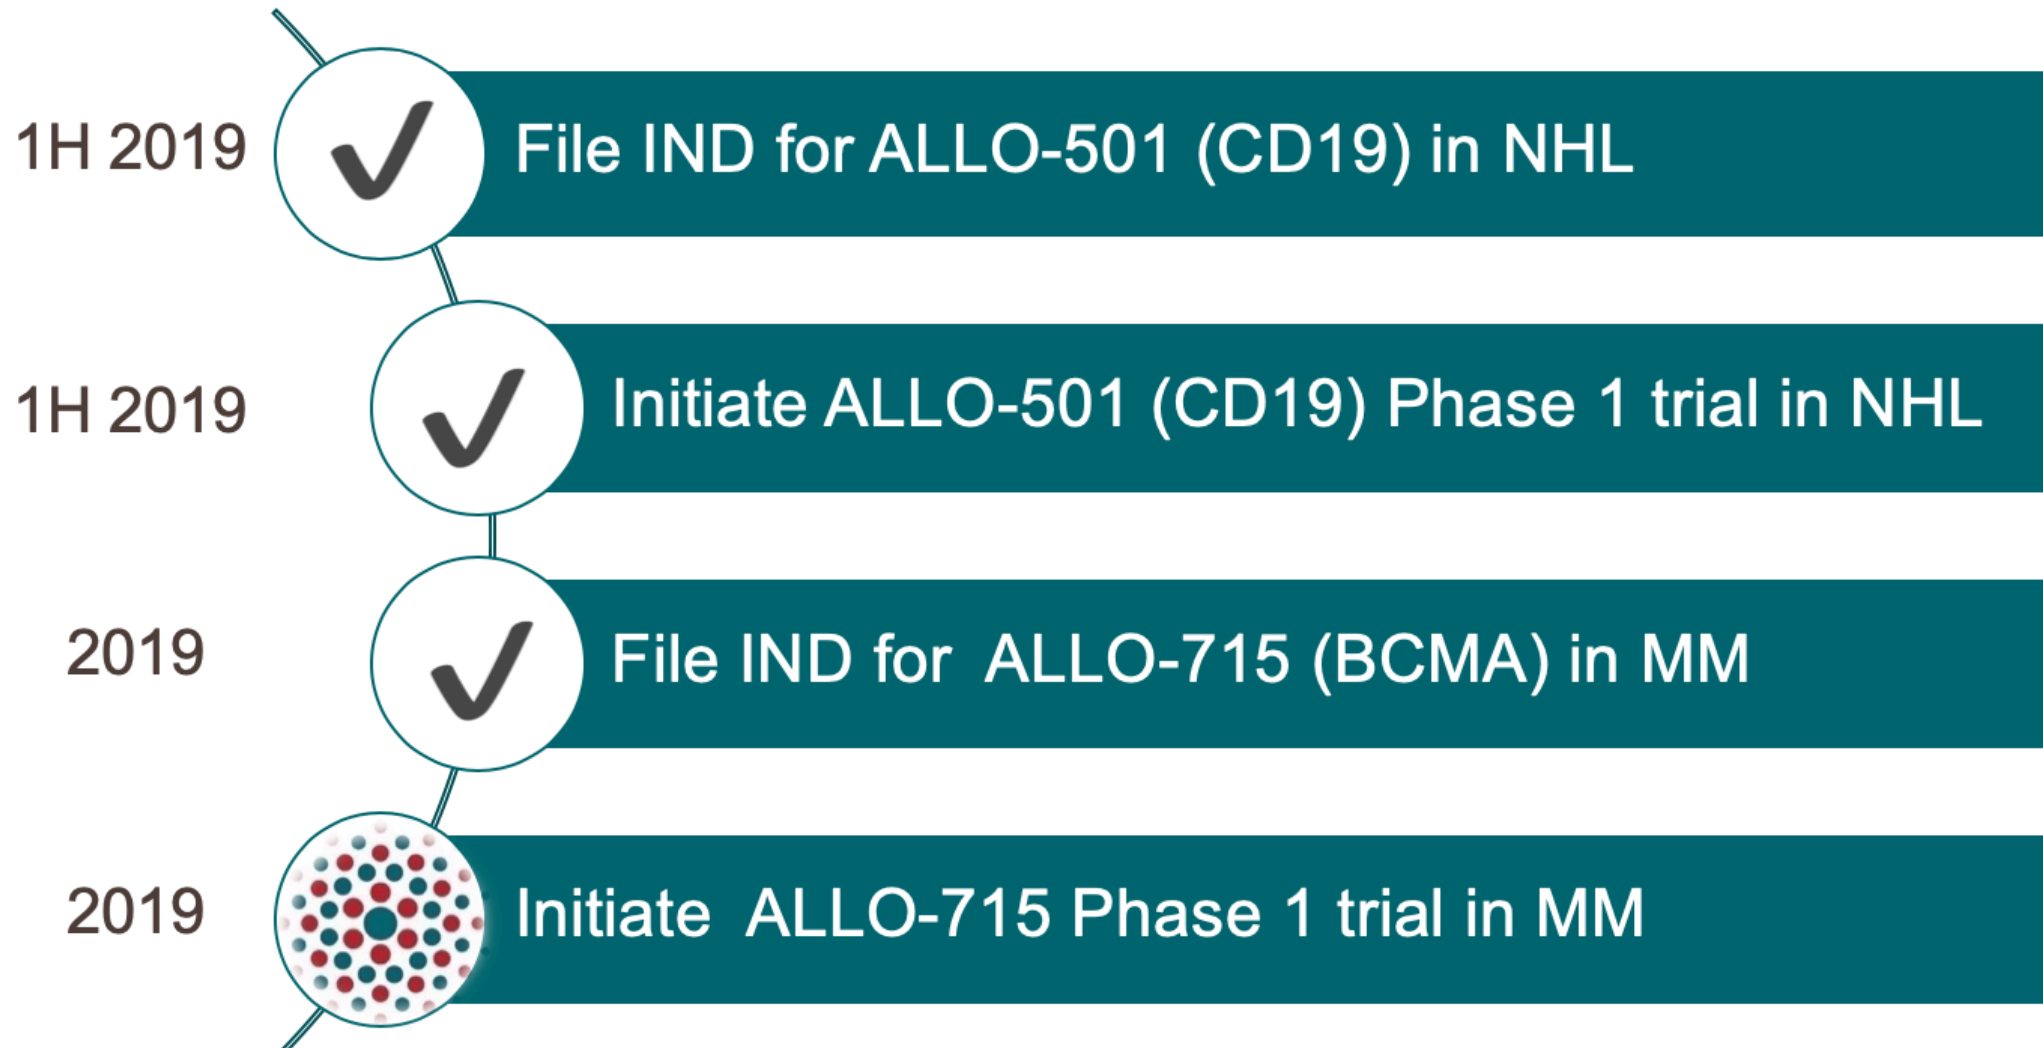 1H 2019
File IND for ALLO-501 (CD19) in NHL
1H 2019
Initiate ALLO-501 (CD19) Phase 1 trial in NHL
2019
File IND for ALLO-715 (BCMA) in MM
2019
Initiate ALLO-715 Phase 1 trial in MM